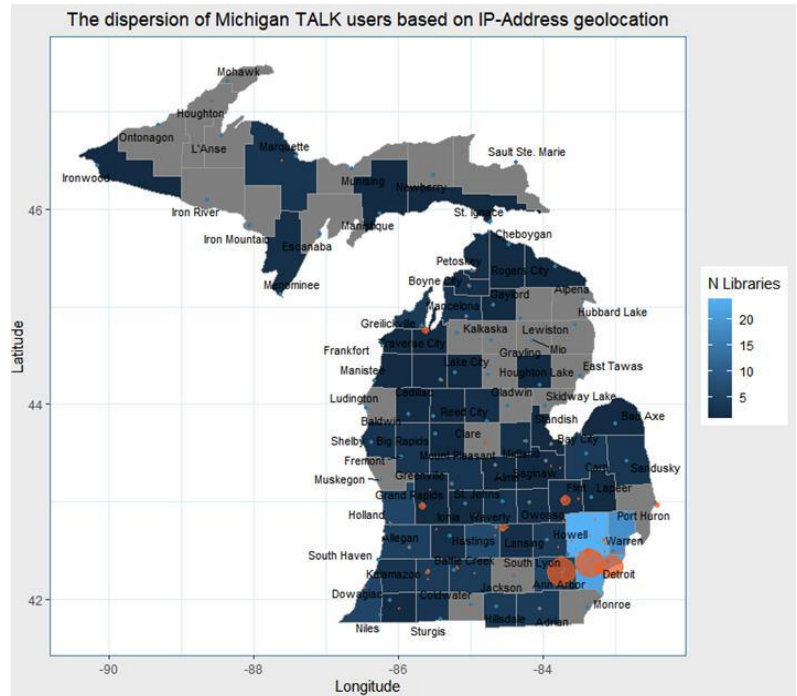 The dispersion of Michigan TALK users based on IP-Address geolocation
Mohawk
Houghton
Ontonagon
L'Anse
Marquette
Sault Ste. Marie
Ironwood
Munising
Newberry
46
Iron River
St. Ignace
Manistique
Iron Mountain
Escanaba
Cheboygan
Menominee
Petoskey
Rogers City
Boyne City
Alpena
Gaylord
Mancelona
Hubbard Lake
Greilickville
Kalkaska
Lewiston
Traverse City
Mio
Frankfort
Grayling
Lake City
East Tawas
Manistee
Houghton Lake
Cadillac
Gladwin
Skidway Lake
Ludington
44
Reed City
Standish
Bad Axe
Baldwin
Clare
Shelby
Big Rapids
Bay City
Mount Pleasant
Midland
Fremont
Caro
Sandusky
Greenville
Alma
Saginaw
Muskegon
Grand Rapids
St. Johns
Flint
Lapeer
Holland
Ionia
Waverly
Owosso
Port Huron
Allegan
Hastings
Lansing
Howell
Warren
South Haven
Battle Creek
South Lyon
Kalamazoo
Detroit
Jackson
Ann Arbor
Dowagiac
Coldwater
42
Monroe
Niles
Hillsdale
Adrian
Sturgis
-90
-88
-86
-84
Longitude
Latitude
N Libraries
20
15
10
5